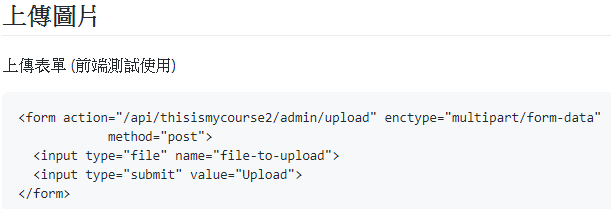 上傳圖片
上傳表單 (前端測試使用)
<form action="/api/thisismycourse2/admin/upload" enctype="multipart/form-data"
            method="post">
  <input type="file" name="file-to-upload">
  <input type="submit" value="Upload">
</form>